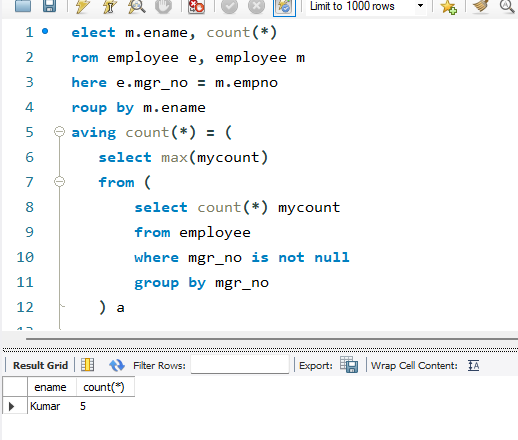 Limit to 1000 rows
1 elect m.ename, count(*)
2 rom employee e, employee m
3 here e.mgr_no = m.empno
4 roup by m.ename
5 aving count(*) = (
6 select max(mycount)
7 from (
8 select count(*) mycount
9 from employee
10 where mgr_no is not null
11 group by mgr_no
12 ) a
Result Grid Filter Rows: Export: Wrap Cell Content:
ename count(*)
Kumar 5